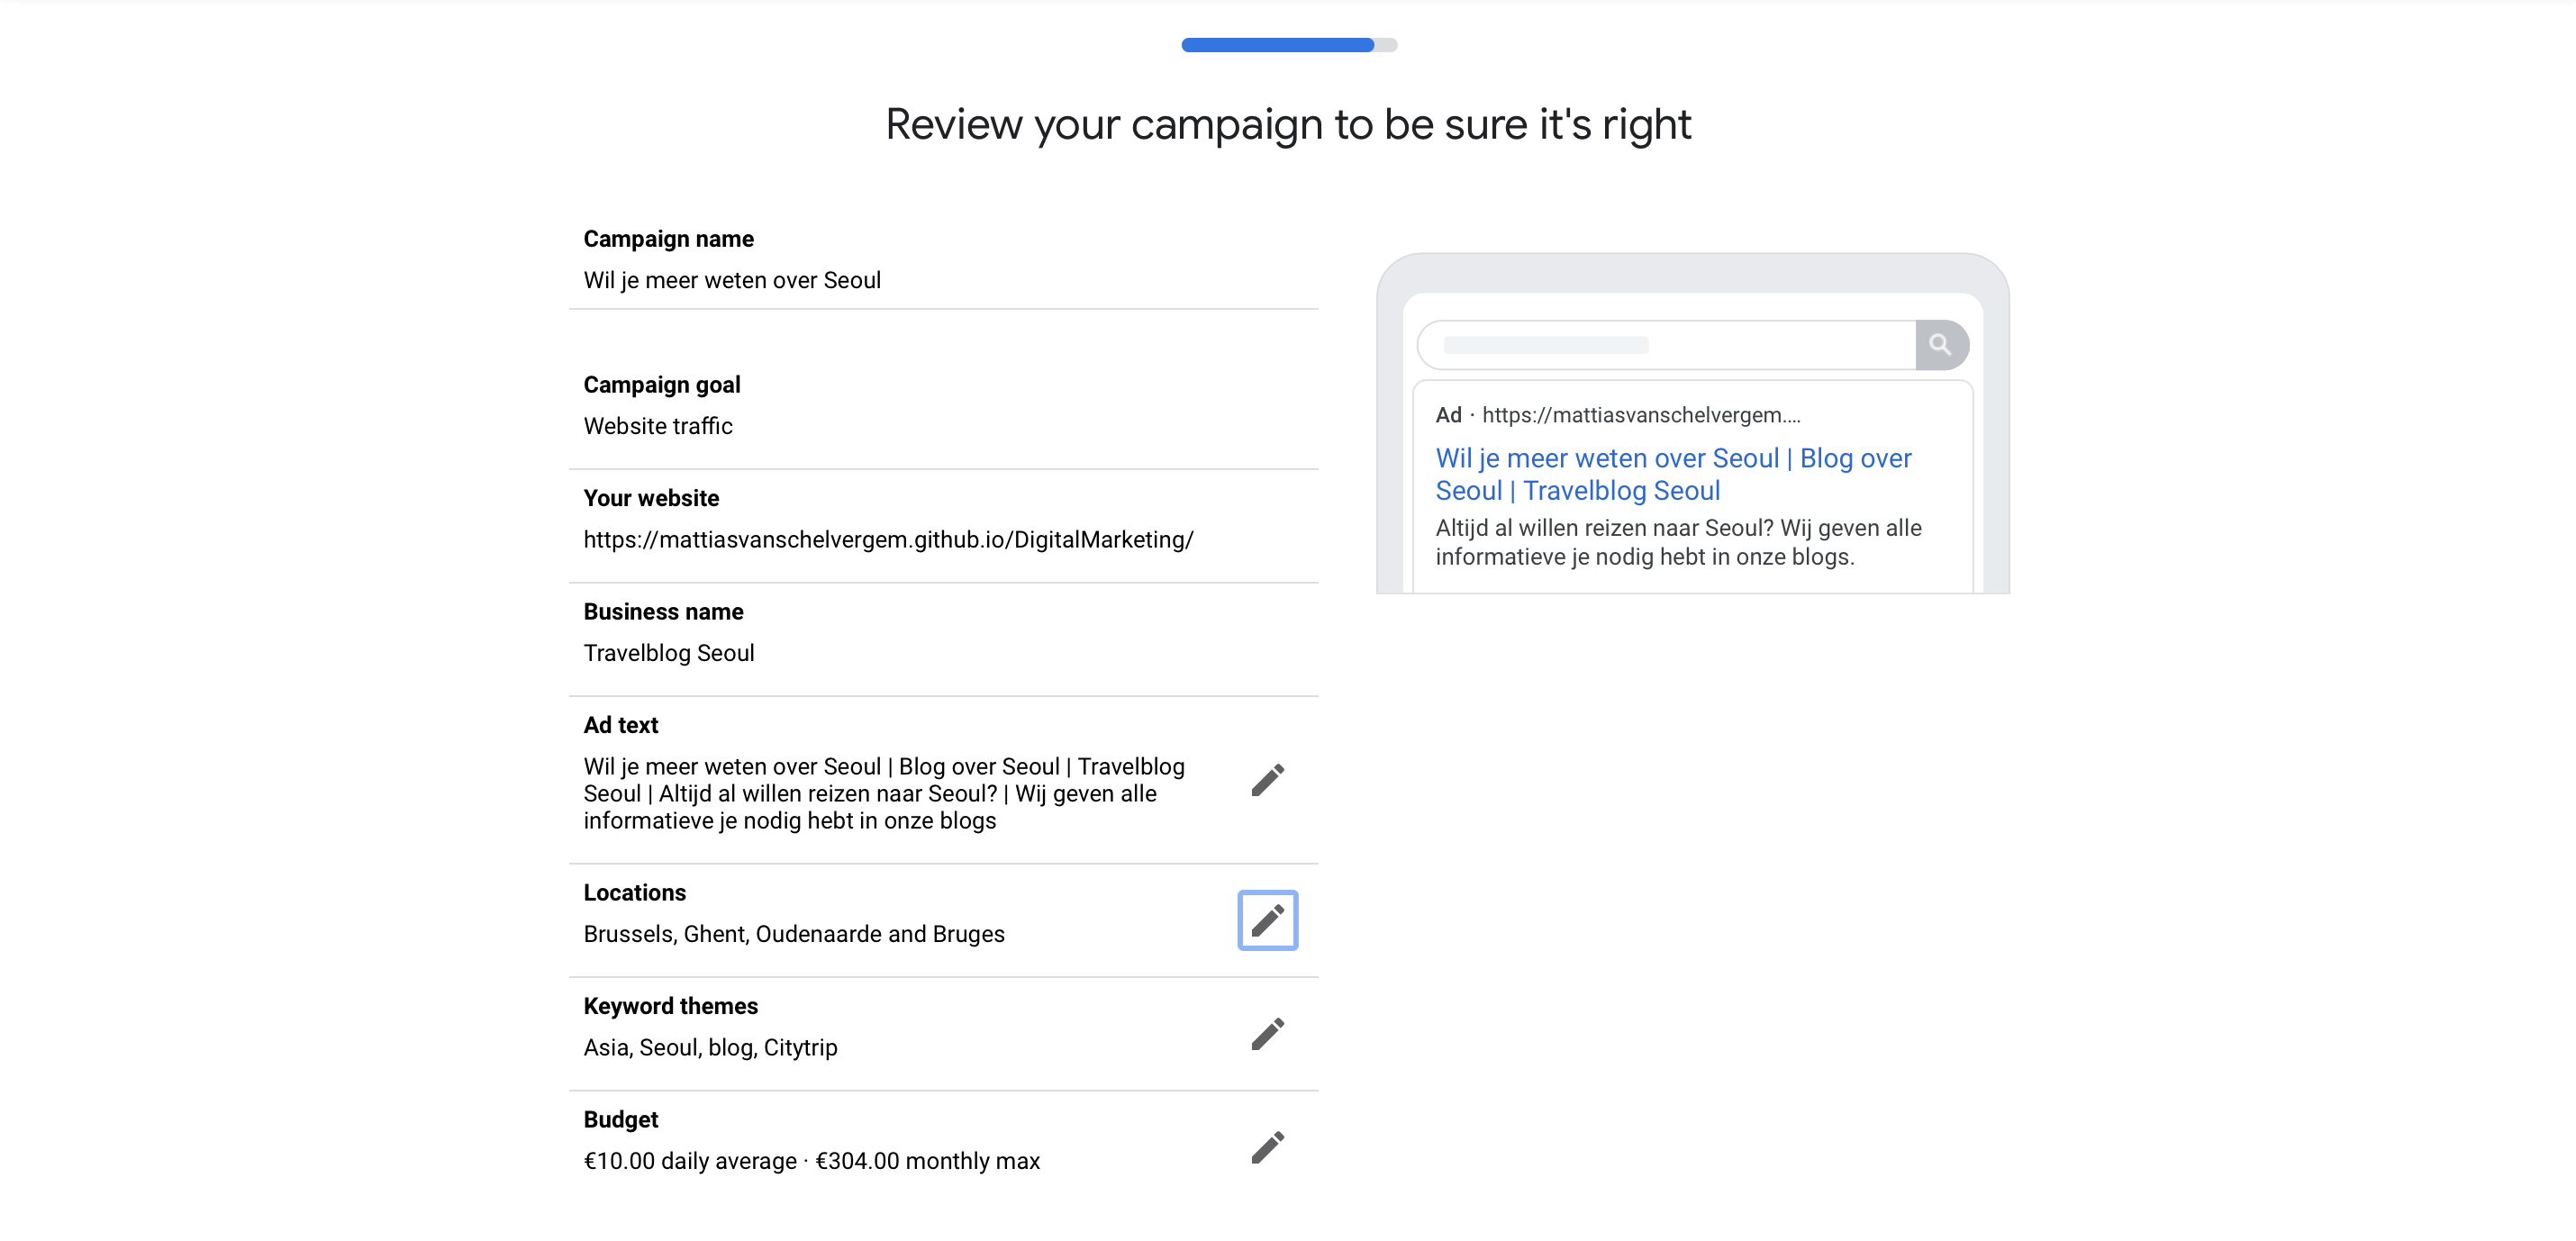 Review your campaign to be sure it's right
Campaign name
Wil je meer weten over Seoul
Campaign goal
Website traffic
Your website
https://mattiasvanschelvergem.github.io/DigitalMarketing/
Business name
Travelblog Seoul
Ad text
Wil je meer weten over Seoul | Blog over Seoul | Travelblog
Seoul | Altijd al willen reizen naar Seoul? | Wij geven alle
informatieve je nodig hebt in onze blogs
Locations
Brussels, Ghent, Oudenaarde and Bruges
Keyword themes
Asia, Seoul, blog, Citytrip
Budget
€10.00 daily average · €304.00 monthly max
Ad · https://mattiasvanschelvergem....
Wil je meer weten over Seoul | Blog over
Seoul | Travelblog Seoul
Altijd al willen reizen naar Seoul? Wij geven alle
informatieve je nodig hebt in onze blogs.